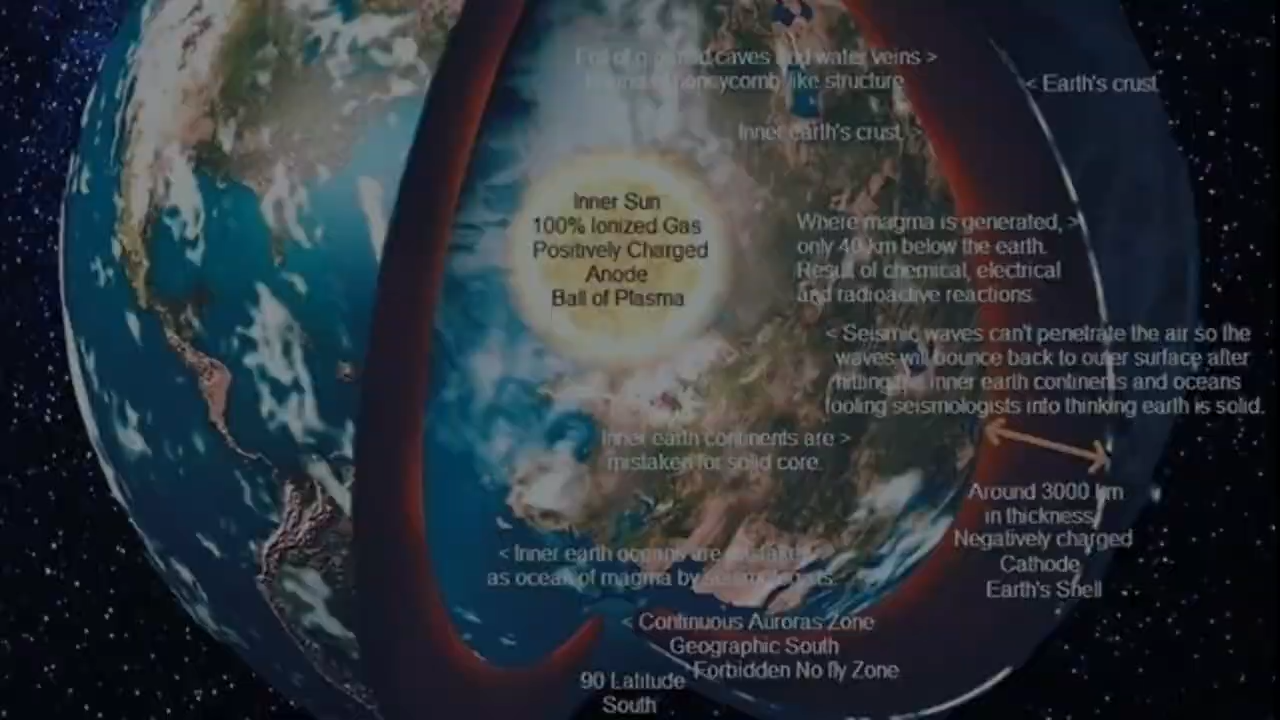 caves and water veins >
honeycomb like structure
< Earth's crust
Inner earth's crust >
Inner Sun
100% Ionized Gas
Positively Charged
Anode
Ball of Plasma
Where magma is generated, >
only 40 km below the earth.
Result of chemical, electrical
and radioactive reactions.
< Seismic waves can't penetrate the air so the
waves will bounce back to outer surface after
hitting the inner earth continents and oceans
fooling seismologists into thinking earth is solid.
Inner earth continents are >
mistaken for solid core.
Around 3000 km
in thickness
Negatively charged
Cathode
Earth's Shell
< Inner earth oceans are mistaken
as ocean of magma by
< Continuous Auroras Zone
Geographic South
Forbidden No fly Zone
90 Latitude
South